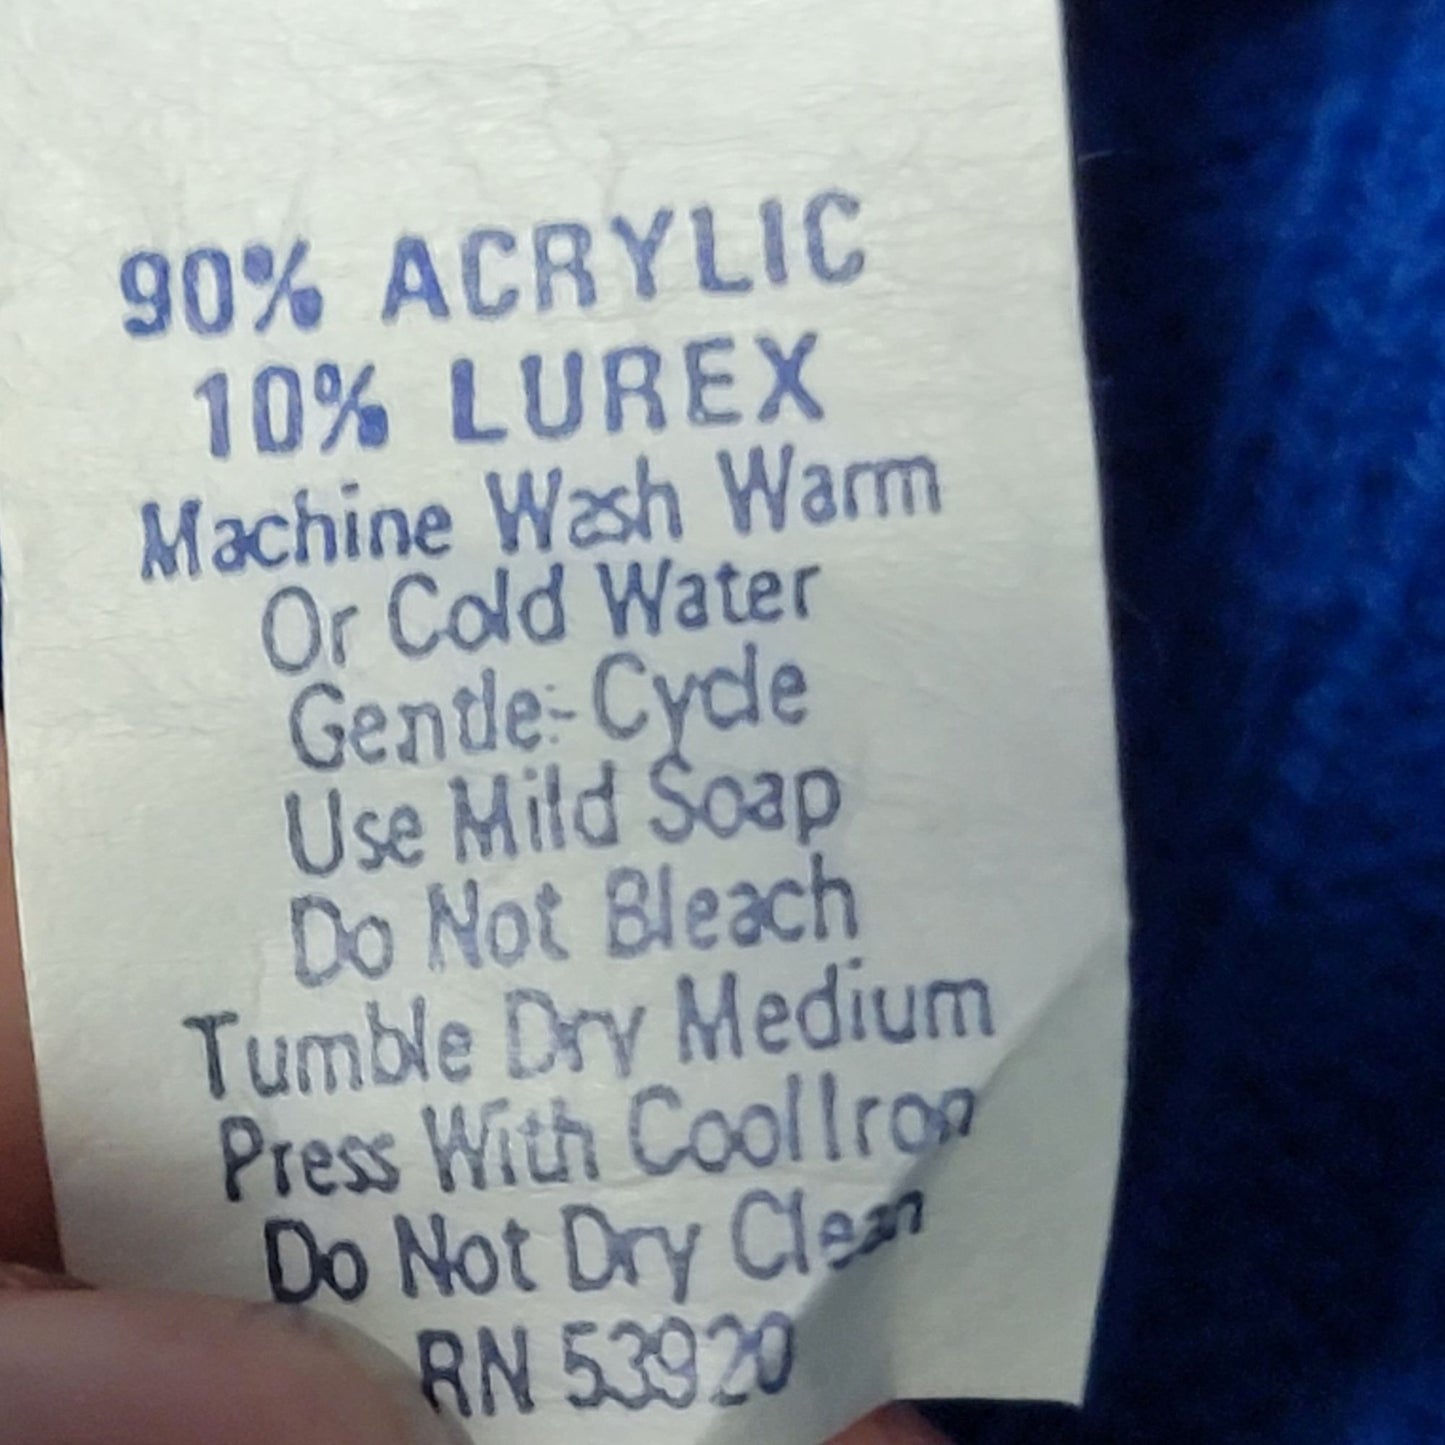 90% ACRYLIC
10% LUREX
Machine Wash Warm
Or Cold Water
Gentle-Cycle
Use Mild Soap
Do Not Bleach
Tumble Dry Medium
Press With Cool Iron
Do Not Dry Clean
RN 53920